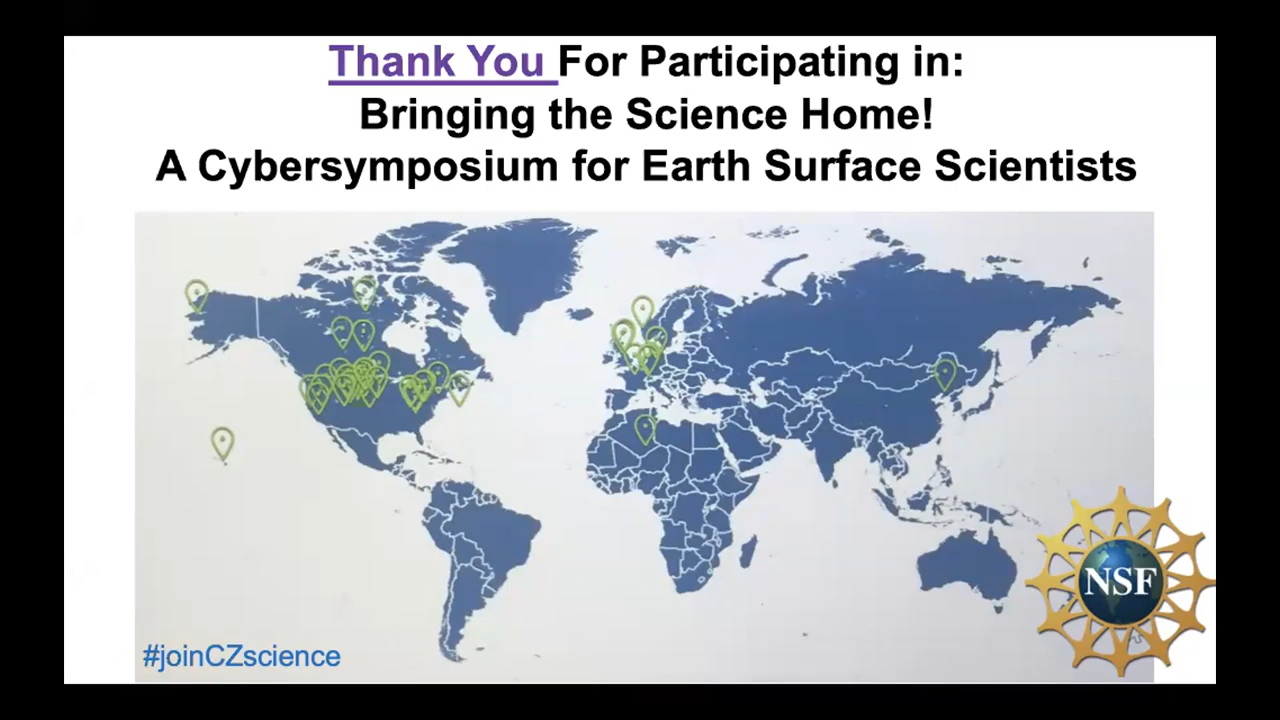 Thank You For Participating in:
Bringing the Science Home!
A Cybersymposium for Earth Surface Scientists
NSF
#joinCZscience